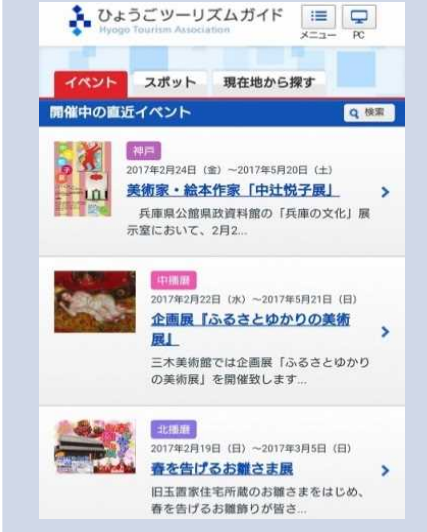 ひょうごツーリズムガイド
Hyogo Tourism Association
メニュー
PC
イベント
スポット
現在地から探す
開催中の直近イベント
検索
神戸
2017年2月24日（金）～2017年5月20日（土）
美術家・絵本作家「中辻悦子展」
兵庫県公館県政資料館の「兵庫の文化」展
示室において、2月2...
中播磨
2017年2月22日（水）～2017年5月21日（日）
企画展『ふるさとゆかりの美術
展』
三木美術館では企画展「ふるさとゆかり
の美術展」を開催致します...
北播磨
2017年2月19日（日）～2017年3月5日（日）
春を告げるお雛さま展
旧玉置家住宅所蔵のお雛さまをはじめ、
春を告げるお雛飾りが皆さ...